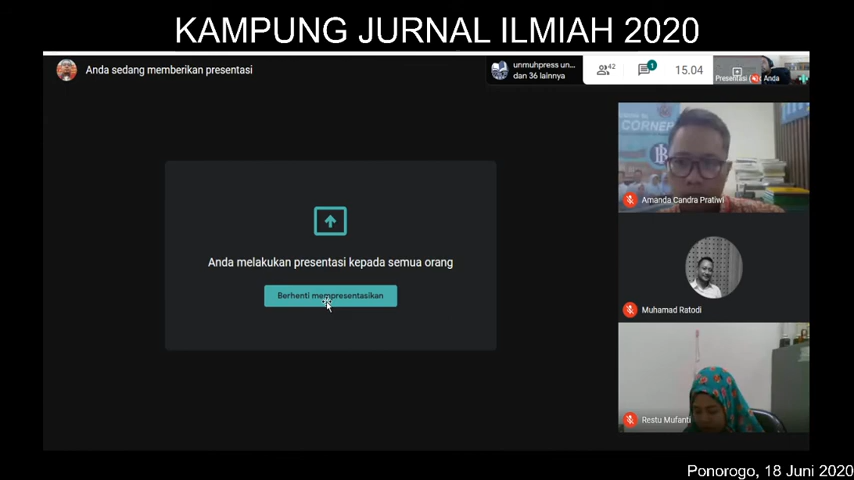 KAMPUNG JURNAL ILMIAH 2020
Anda sedang memberikan presentasi
unmuhpress un...
dan 36 lainnya
42
1
15.04
Presentasi
Anda
CORNER
Amanda Candra Pratiwi
Anda melakukan presentasi kepada semua orang
Berhenti mempresentasikan
Muhamad Ratodi
Restu Mufanti
Ponorogo, 18 Juni 2020